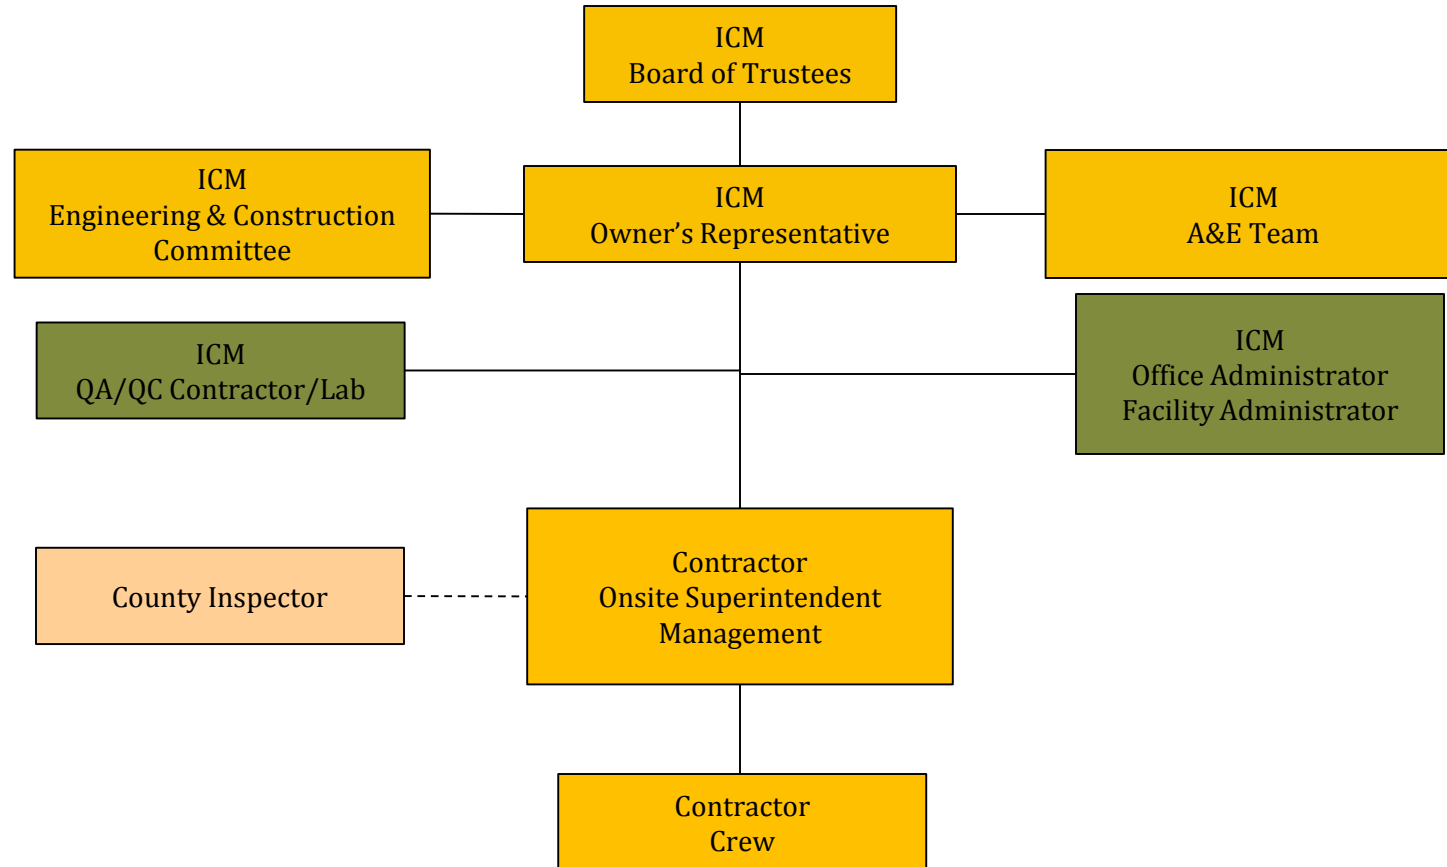 ICM
Board of Trustees
ICM
Engineering & Construction
Committee
ICM
Owner’s Representative
ICM
A&E Team
ICM
QA/QC Contractor/Lab
ICM
Office Administrator
Facility Administrator
County Inspector
Contractor
Onsite Superintendent
Management
Contractor
Crew